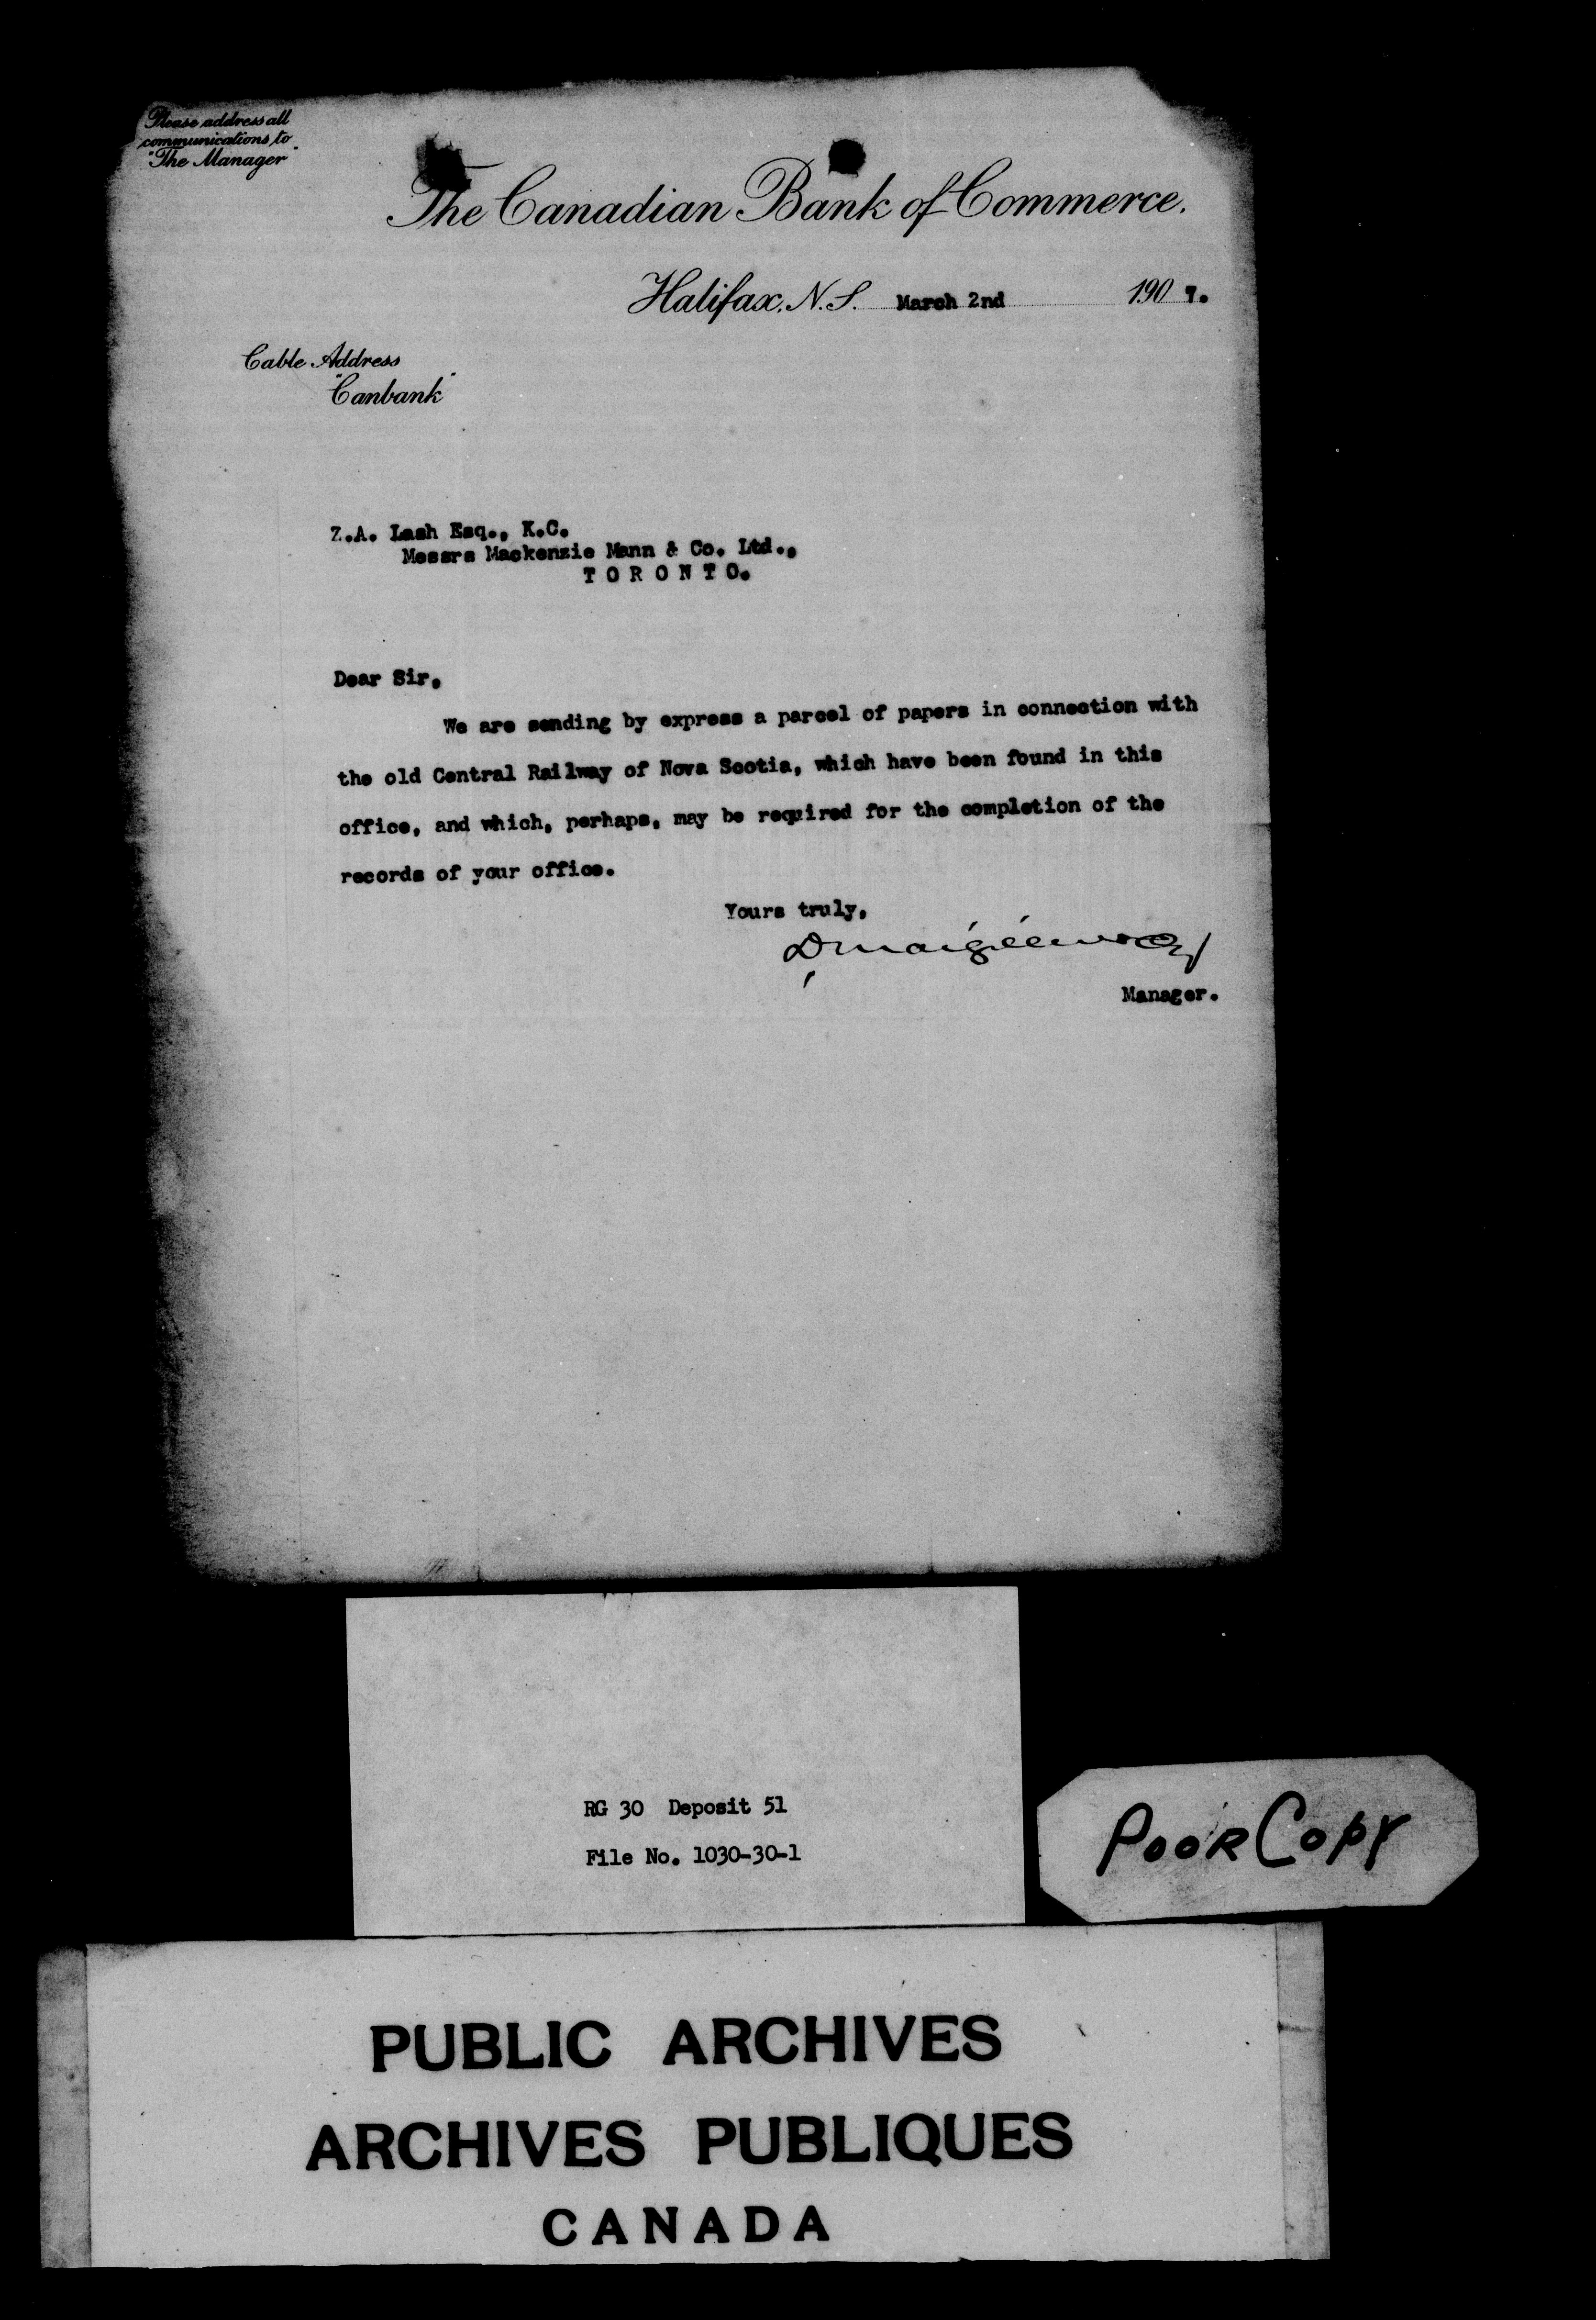 Please address all
communications to
"The Manager"
The Canadian Bank of Commerce.
Halifax, N.S. March 2nd 1907.
Cable Address
"Canbank"
Z.A. Lash Esq., K.C.
Messrs Mackenzie Mann & Co. Ltd.,
TORONTO.
Dear Sir,
We are sending by express a parcel of papers in connection with
the old Central Railway of Nova Scotia, which have been found in this
office, and which, perhaps, may be required for the completion of the
records of your office.
Yours truly,
Manager.
RG 30 Deposit 51
File No. 1030-30-1
Poor Copy
PUBLIC ARCHIVES
ARCHIVES PUBLIQUES
CANADA